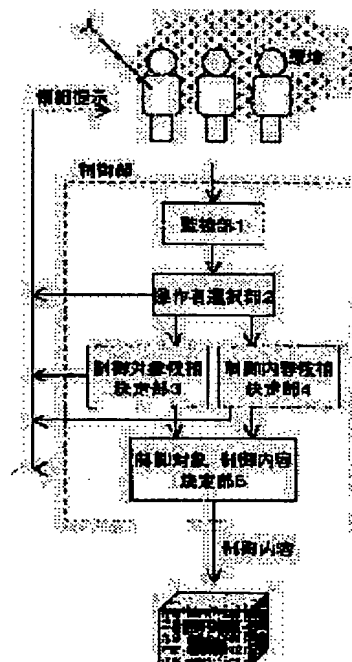 環境
情報提示
制御部
監視部1
操作者選択部2
制御対象候補
決定部3
制御内容候補
決定部4
制御対象、制御内容
決定部5
制御内容